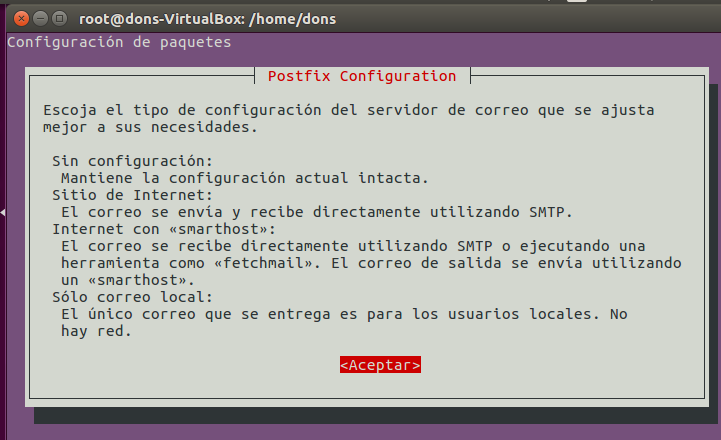 root@dons-VirtualBox: /home/dons
Configuración de paquetes
Postfix Configuration
Escoja el tipo de configuración del servidor de correo que se ajusta
mejor a sus necesidades.
Sin configuración:
Mantiene la configuración actual intacta.
Sitio de Internet:
El correo se envía y recibe directamente utilizando SMTP.
Internet con «smarthost»:
El correo se recibe directamente utilizando SMTP o ejecutando una
herramienta como «fetchmail». El correo de salida se envía utilizando
un «smarthost».
Sólo correo local:
El único correo que se entrega es para los usuarios locales. No
hay red.
<Aceptar>